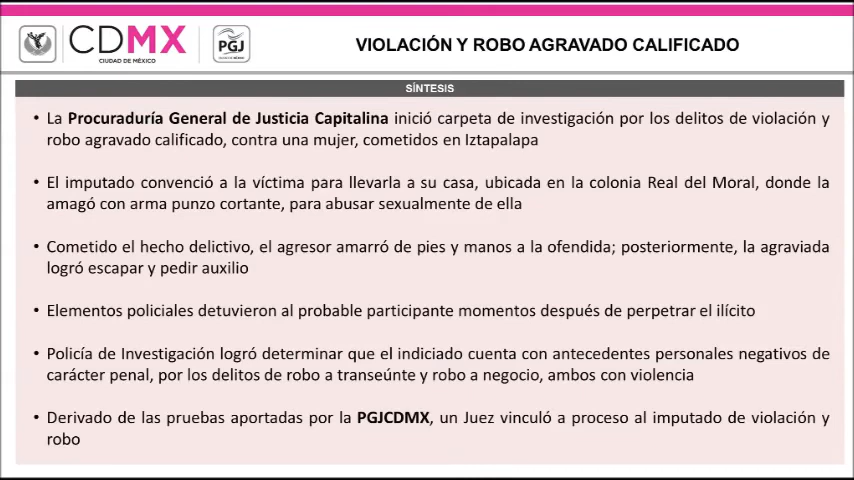 CDMX
CIUDAD DE MÉXICO
PGJ
VIOLACIÓN Y ROBO AGRAVADO CALIFICADO
SÍNTESIS
• La Procuraduría General de Justicia Capitalina inició carpeta de investigación por los delitos de violación y
robo agravado calificado, contra una mujer, cometidos en Iztapalapa
• El imputado convenció a la víctima para llevarla a su casa, ubicada en la colonia Real del Moral, donde la
amagó con arma punzo cortante, para abusar sexualmente de ella
• Cometido el hecho delictivo, el agresor amarró de pies y manos a la ofendida; posteriormente, la agraviada
logró escapar y pedir auxilio
• Elementos policiales detuvieron al probable participante momentos después de perpetrar el ilícito
• Policía de Investigación logró determinar que el indiciado cuenta con antecedentes personales negativos de
carácter penal, por los delitos de robo a transeúnte y robo a negocio, ambos con violencia
• Derivado de las pruebas aportadas por la PGJCDMX, un Juez vinculó a proceso al imputado de violación y
robo